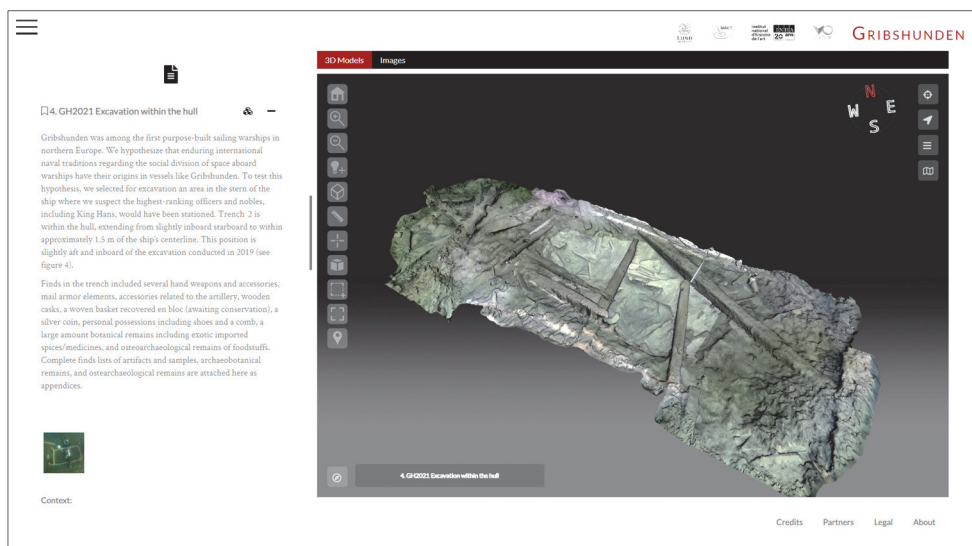 LUND
institut
national
d'histoire
de l'art
20 ans
GRIBSHUNDEN
3D Models Images
4. GH2021 Excavation within the hull
Gribshunden was among the first purpose-built sailing warships in
northern Europe. We hypothesize that enduring international
naval traditions regarding the social division of space aboard
warships have their origins in vessels like Gribshunden. To test this
hypothesis, we selected for excavation an area in the stern of the
ship where we suspect the highest-ranking officers and nobles,
including King Hans, would have been stationed. Trench 2 is
within the hull, extending from slightly inboard starboard to within
approximately 1.5 m of the ship's centerline. This position is
slightly aft and inboard of the excavation conducted in 2019 (see
figure 4).
Finds in the trench included several hand weapons and accessories,
mail armor elements, accessories related to the artillery, wooden
casks, a woven basket recovered en bloc (awaiting conservation), a
silver coin, personal possessions including shoes and a comb, a
large amount botanical remains including exotic imported
spices/medicines, and osteoarchaeological remains of foodstuffs.
Complete finds lists of artifacts and samples, archaeobotanical
remains, and ostearchaeological remains are attached here as
appendices.
Context:
N
W E
S
4. GH2021 Excavation within the hull
Credits Partners Legal About